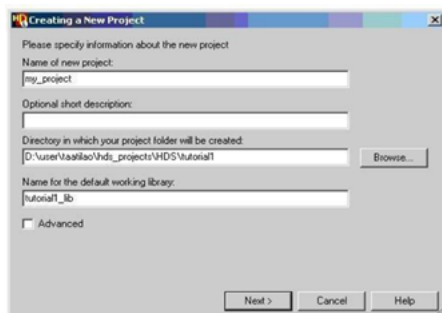 Creating a New Project
Please specify information about the new project
Name of new project:
my_project
Optional short description:
Directory in which your project folder will be created:
D:\user\taatilao\hds_projects\HDS\tutorial1
Browse...
Name for the default working library:
tutorial1_lib
Advanced
Next >
Cancel
Help